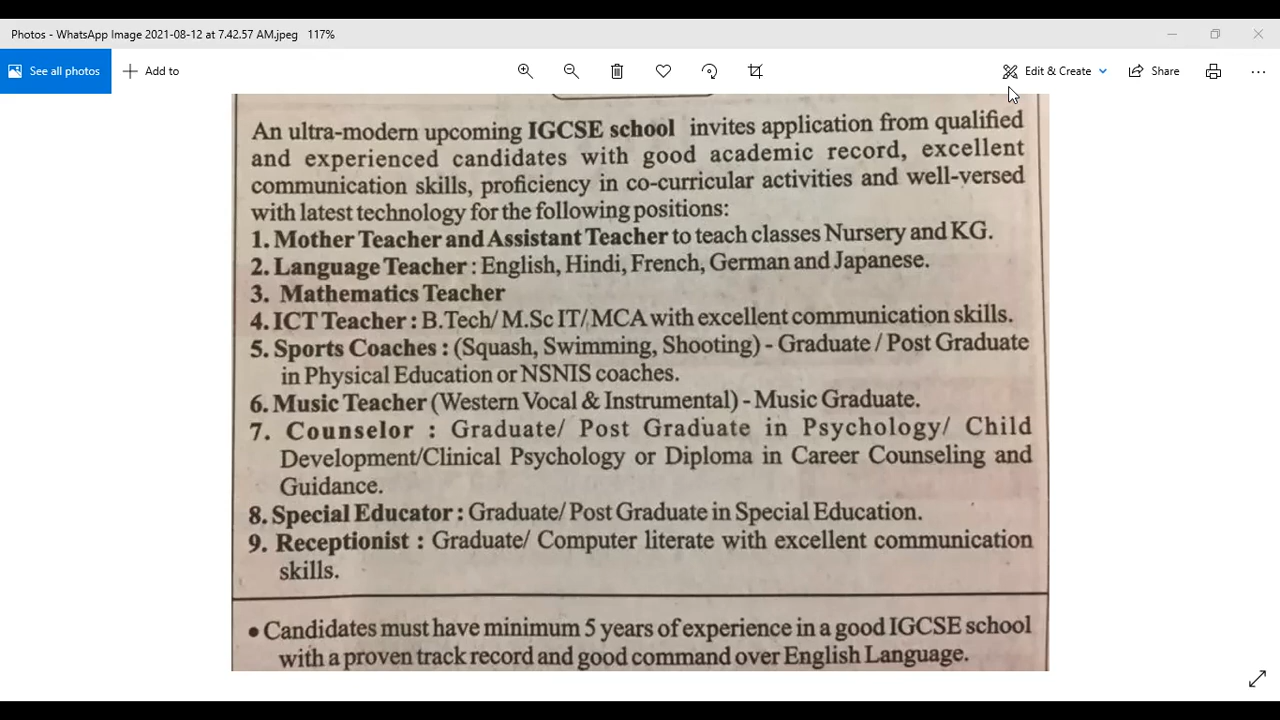 Photos - WhatsApp Image 2021-08-12 at 7.42.57 AM.jpeg 117%
See all photos
Add to
Edit & Create
Share
An ultra-modern upcoming IGCSE school invites application from qualified
and experienced candidates with good academic record, excellent
communication skills, proficiency in co-curricular activities and well-versed
with latest technology for the following positions:
1. Mother Teacher and Assistant Teacher to teach classes Nursery and KG.
2. Language Teacher : English, Hindi, French, German and Japanese.
3. Mathematics Teacher
4. ICT Teacher : B.Tech/ M.Sc IT/ MCA with excellent communication skills.
5. Sports Coaches : (Squash, Swimming, Shooting) - Graduate / Post Graduate
in Physical Education or NSNIS coaches.
6. Music Teacher (Western Vocal & Instrumental) - Music Graduate.
7. Counselor : Graduate/ Post Graduate in Psychology/ Child
Development/Clinical Psychology or Diploma in Career Counseling and
Guidance.
8. Special Educator : Graduate/ Post Graduate in Special Education.
9. Receptionist : Graduate/ Computer literate with excellent communication
skills.
• Candidates must have minimum 5 years of experience in a good IGCSE school
with a proven track record and good command over English Language.